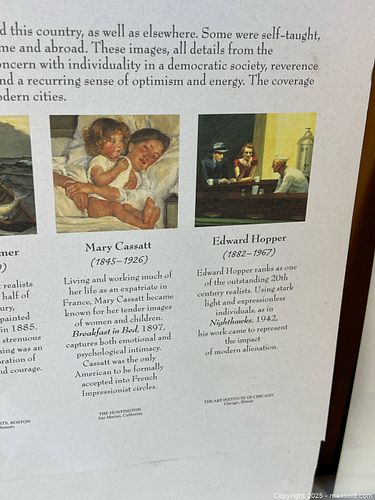 d this country, as well as elsewhere. Some were self-taught,
me and abroad. These images, all details from the
oncern with individuality in a democratic society, reverence
nd a recurring sense of optimism and energy. The coverage
odern cities.
mer
9)
realists
half of
ury,
painted
in 1885.
strenuous
ning was an
oration of
nd courage.
TS, BOSTON
Mary Cassatt
(1845–1926)
Living and working much of
her life as an expatriate in
France, Mary Cassatt became
known for her tender images
of women and children.
Breakfast in Bed, 1897,
captures both emotional and
psychological intimacy.
Cassatt was the only
American to be formally
accepted into French
Impressionist circles.
THE HUNTINGTON
San Marino, California
Edward Hopper
(1882–1967)
Edward Hopper ranks as one
of the outstanding 20th
century realists. Using stark
light and expressionless
individuals, as in
Nighthawks, 1942,
his work came to represent
the impact
of modern alienation.
THE ART INSTITUTE OF CHICAGO
Chicago, Illinois
Copyright 2025 - maxsold.com